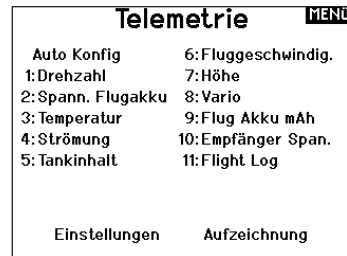 Telemetrie
MENÜ
Auto Konfig
1:Drehzahl
2:Spann. Flugakku
3:Temperatur
4:Strömung
5:Tankinhalt
6:Fluggeschwindig.
7:Höhe
8:Vario
9:Flug Akku mAh
10:Empfänger Span.
11:Flight Log
Einstellungen
Aufzeichnung